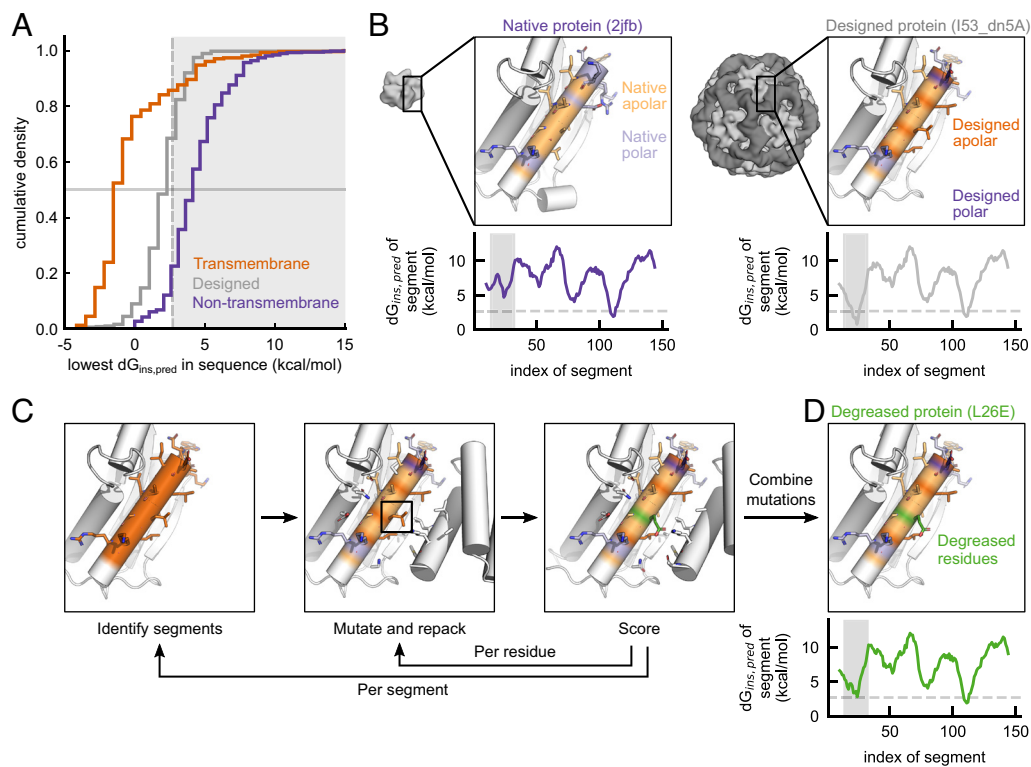 A
1.0
0.8
0.6
0.4
0.2
0.0
cumulative density
Transmembrane
Designed
Non-transmembrane
-5
0
5
10
15
lowest dGins,pred in sequence (kcal/mol)
B
Native protein (2jfb)
Native
apolar
Native
polar
dGins,pred of
segment
(kcal/mol)
10
5
0
50
100
150
index of segment
Designed protein (I53_dn5A)
Designed
apolar
Designed
polar
dGins,pred of
segment
(kcal/mol)
10
5
0
50
100
150
index of segment
C
Identify segments
Mutate and repack
Score
Per residue
Per segment
Combine
mutations
D
Degreased protein (L26E)
Degreased
residues
dGins,pred of
segment
(kcal/mol)
10
5
0
50
100
150
index of segment